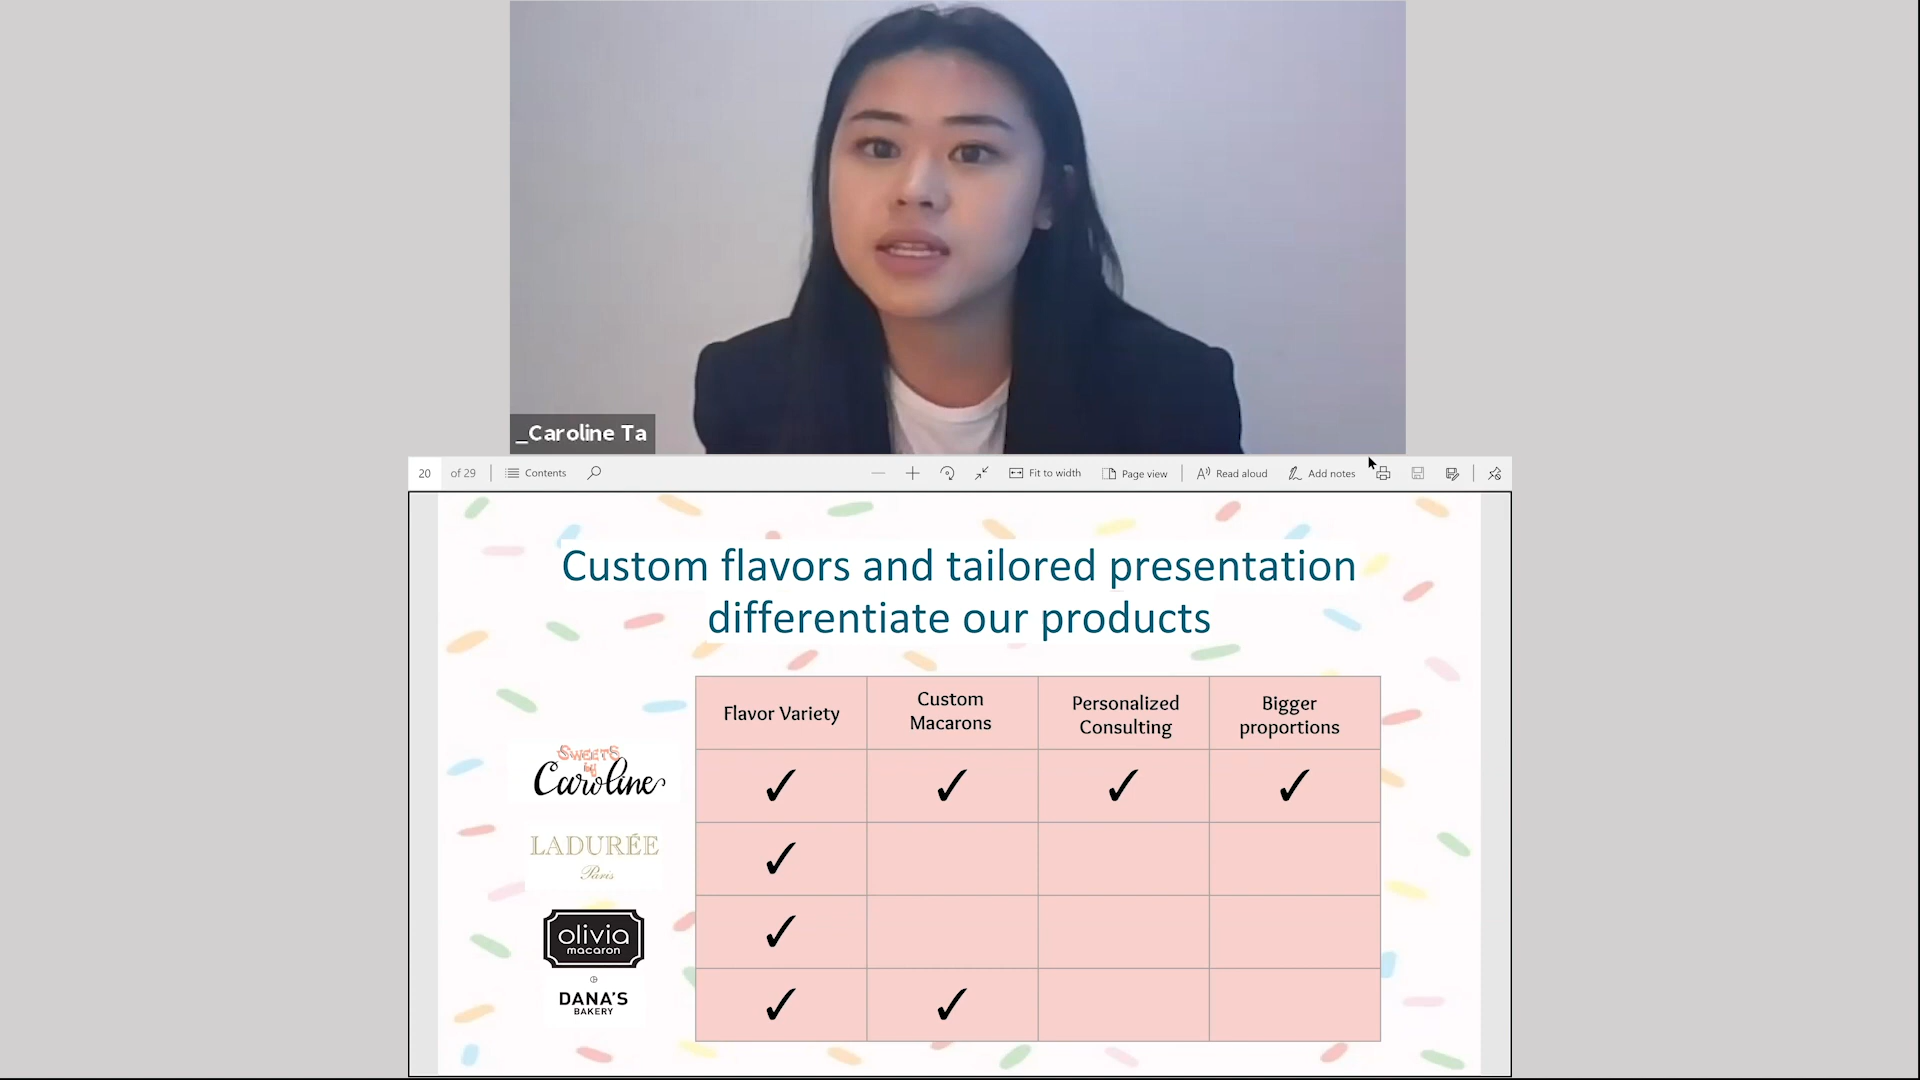 _Caroline Ta
20 of 29 Contents Fit to width Page view Read aloud Add notes
Custom flavors and tailored presentation
differentiate our products
Flavor Variety
Custom
Macarons
Personalized
Consulting
Bigger
proportions
SWEETS
by
Caroline
✓ ✓ ✓ ✓
LADURÉE
Paris
✓
olivia
macaron
✓
DANA'S
BAKERY
✓ ✓